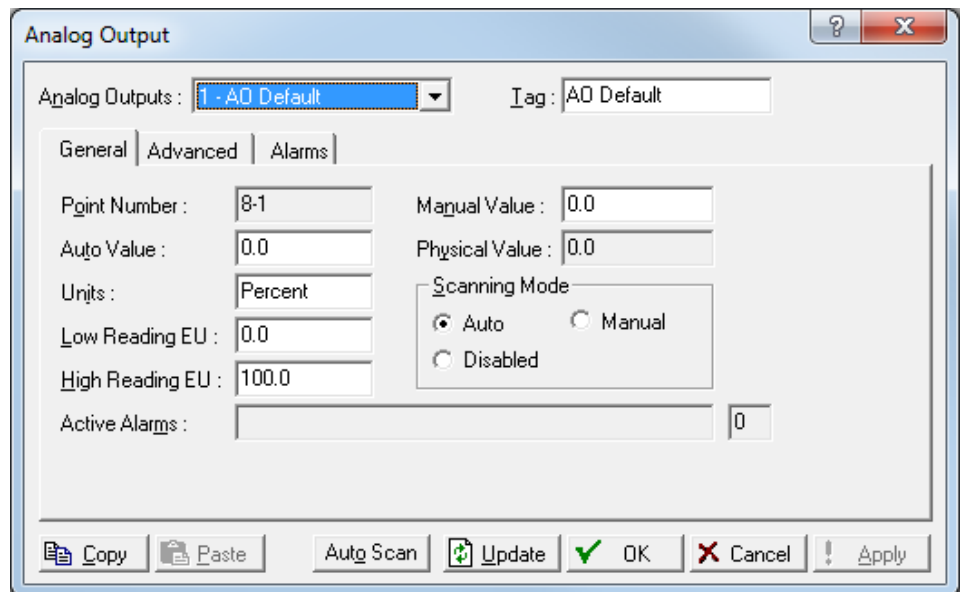 Analog Output
Analog Outputs : 1 - AO Default Tag : AO Default
General Advanced Alarms
Point Number : 8-1 Manual Value : 0.0
Auto Value : 0.0 Physical Value : 0.0
Units : Percent Scanning Mode
Low Reading EU : 0.0 Auto Manual
High Reading EU : 100.0 Disabled
Active Alarms : 0
Copy Paste Auto Scan Update OK Cancel Apply